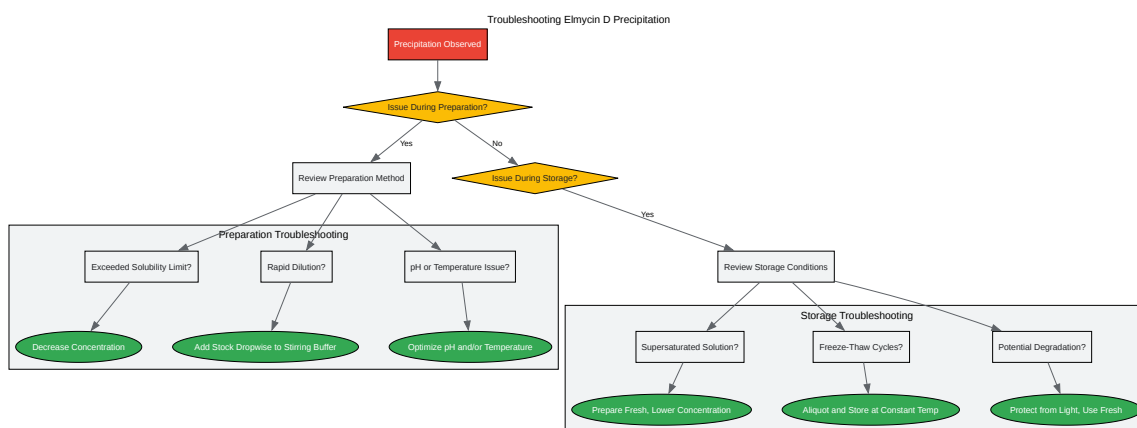 Troubleshooting Elmycin D Precipitation
Precipitation Observed
Issue During Preparation?
Yes
No
Review Preparation Method
Issue During Storage?
Yes
Preparation Troubleshooting
Exceeded Solubility Limit?
Rapid Dilution?
pH or Temperature Issue?
Review Storage Conditions
Decrease Concentration
Add Stock Dropwise to Stirring Buffer
Optimize pH and/or Temperature
Storage Troubleshooting
Supersaturated Solution?
Freeze-Thaw Cycles?
Potential Degradation?
Prepare Fresh, Lower Concentration
Aliquot and Store at Constant Temp
Protect from Light, Use Fresh